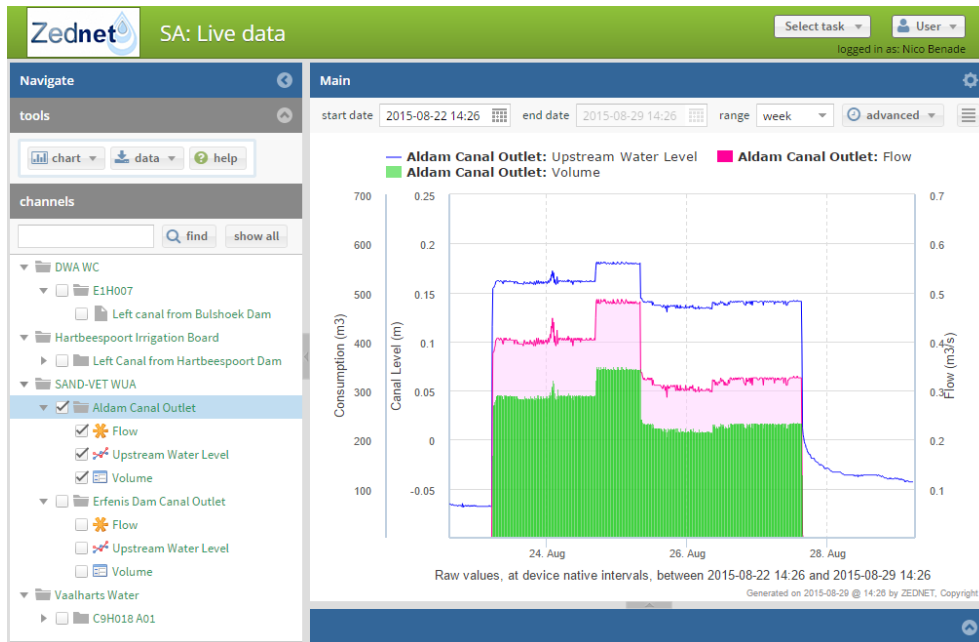 Zednet
SA: Live data
Select task
User
logged in as: Nico Benade
Navigate
tools
chart
data
help
channels
find
show all
DWA WC
E1H007
Left canal from Bulshoek Dam
Hartbeespoort Irrigation Board
Left Canal from Hartbeespoort Dam
SAND-VET WUA
Aldam Canal Outlet
Flow
Upstream Water Level
Volume
Erfenis Dam Canal Outlet
Flow
Upstream Water Level
Volume
Vaalharts Water
C9H018 A01
Main
start date 2015-08-22 14:26 end date 2015-08-29 14:26 range week advanced
Aldam Canal Outlet: Upstream Water Level Aldam Canal Outlet: Flow
Aldam Canal Outlet: Volume
700 0.25 0.7
600 0.2 0.6
500 0.15 0.5
400 0.1 0.4
300 0.05 0.3
200 0 0.2
100 -0.05 0.1
Consumption (m3)
Canal Level (m)
Flow (m3/s)
24. Aug 26. Aug 28. Aug
Raw values, at device native intervals, between 2015-08-22 14:26 and 2015-08-29 14:26
Generated on 2015-08-29 @ 14:26 by ZEDNET, Copyright